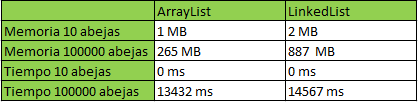 ArrayList LinkedList
Memoria 10 abejas 1 MB 2 MB
Memoria 100000 abejas 265 MB 887 MB
Tiempo 10 abejas 0 ms 0 ms
Tiempo 100000 abejas 13432 ms 14567 ms